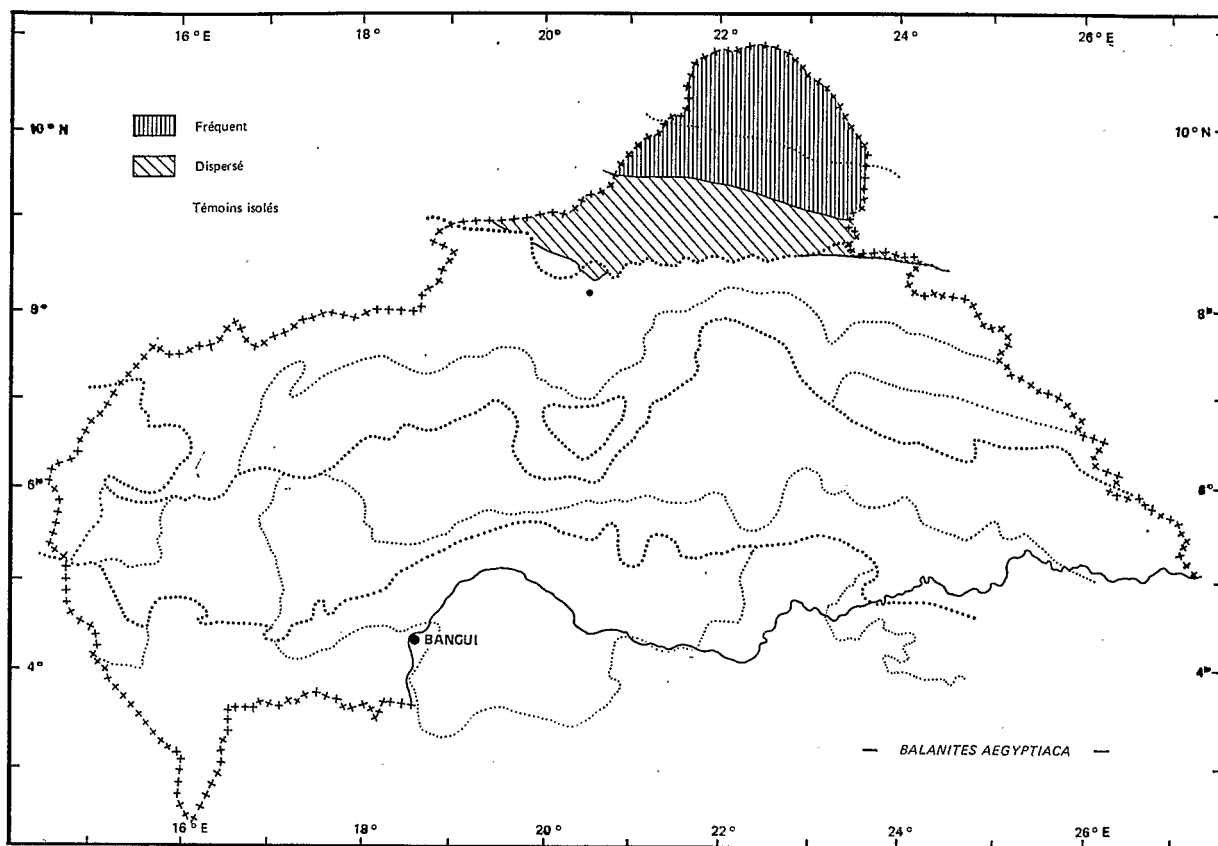 16° E 20° 22° 24° 26° E
10° N 10° N
Fréquent
Dispersé
Témoins isolés
8° 8°
6° 6°
BANGUI
4° 4°
— BALANITES AEGYPTIACA —
16° E 18° 20° 22° 24° 26° E